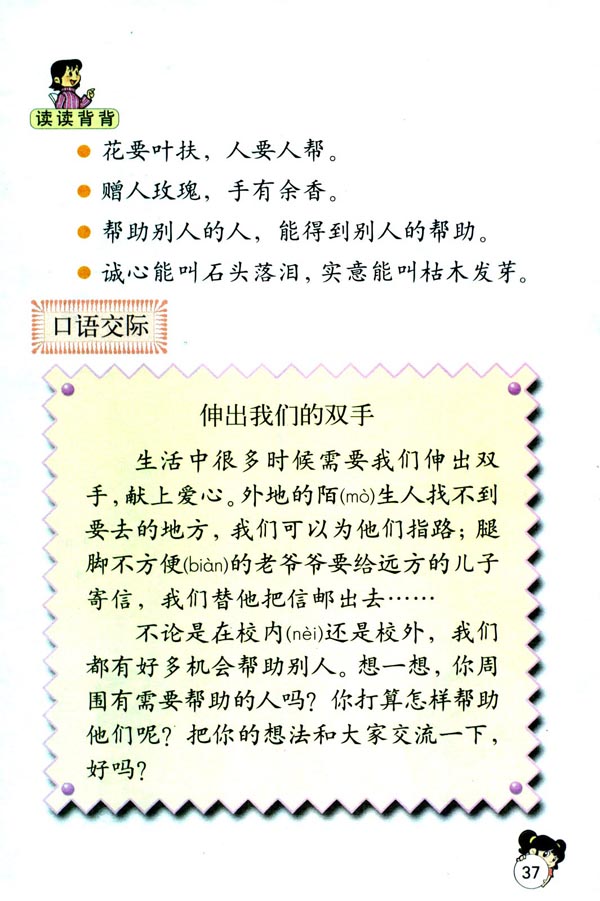 读读背背
花要叶扶，人要人帮。
赠人玫瑰，手有余香。
帮助别人的人，能得到别人的帮助。
诚心能叫石头落泪，实意能叫枯木发芽。
口语交际
伸出我们的双手
生活中很多时候需要我们伸出双
手，献上爱心。外地的陌(mò)生人找不到
要去的地方，我们可以为他们指路；腿
脚不方便(biàn)的老爷爷要给远方的儿子
寄信，我们替他把信邮出去……
不论是在校内(nèi)还是校外，我们
都有好多机会帮助别人。想一想，你周
围有需要帮助的人吗？你打算怎样帮助
他们呢？把你的想法和大家交流一下，
好吗？
37